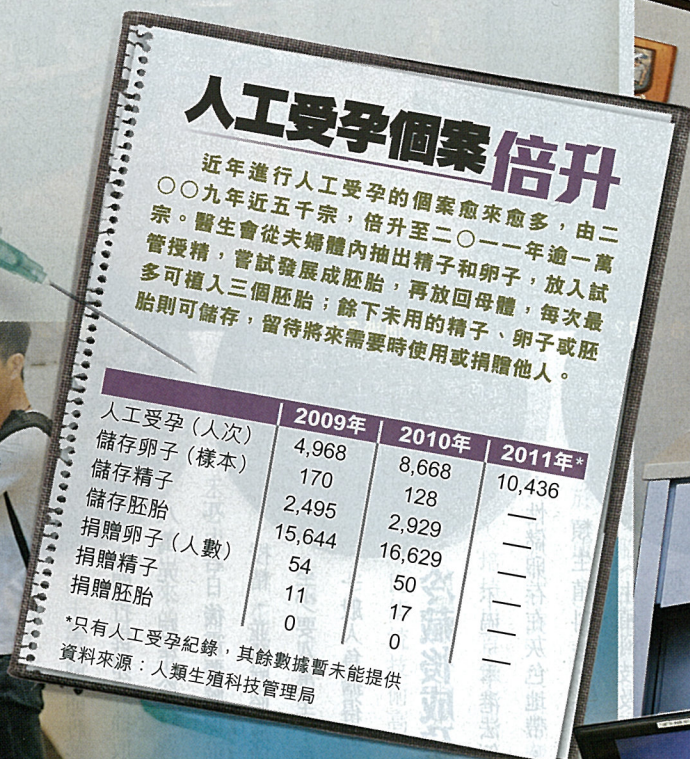 人工受孕個案倍升
近年進行人工受孕的個案愈來愈多，由二
○○九年近五千宗，倍升至二○一一年逾一萬
宗。醫生會從夫婦體內抽出精子和卵子，放入試
管授精，嘗試發展成胚胎，再放回母體，每次最
多可植入三個胚胎；餘下未用的精子、卵子或胚
胎則可儲存，留待將來需要時使用或捐贈他人。
2009年 2010年 2011年*
人工受孕（人次） 4,968 8,668 10,436
儲存卵子（樣本） 170 128 —
儲存精子 2,495 2,929 —
儲存胚胎 15,644 16,629 —
捐贈卵子（人數） 54 50 —
捐贈精子 11 17 —
捐贈胚胎 0 0 —
*只有人工受孕紀錄，其餘數據暫未能提供
資料來源：人類生殖科技管理局